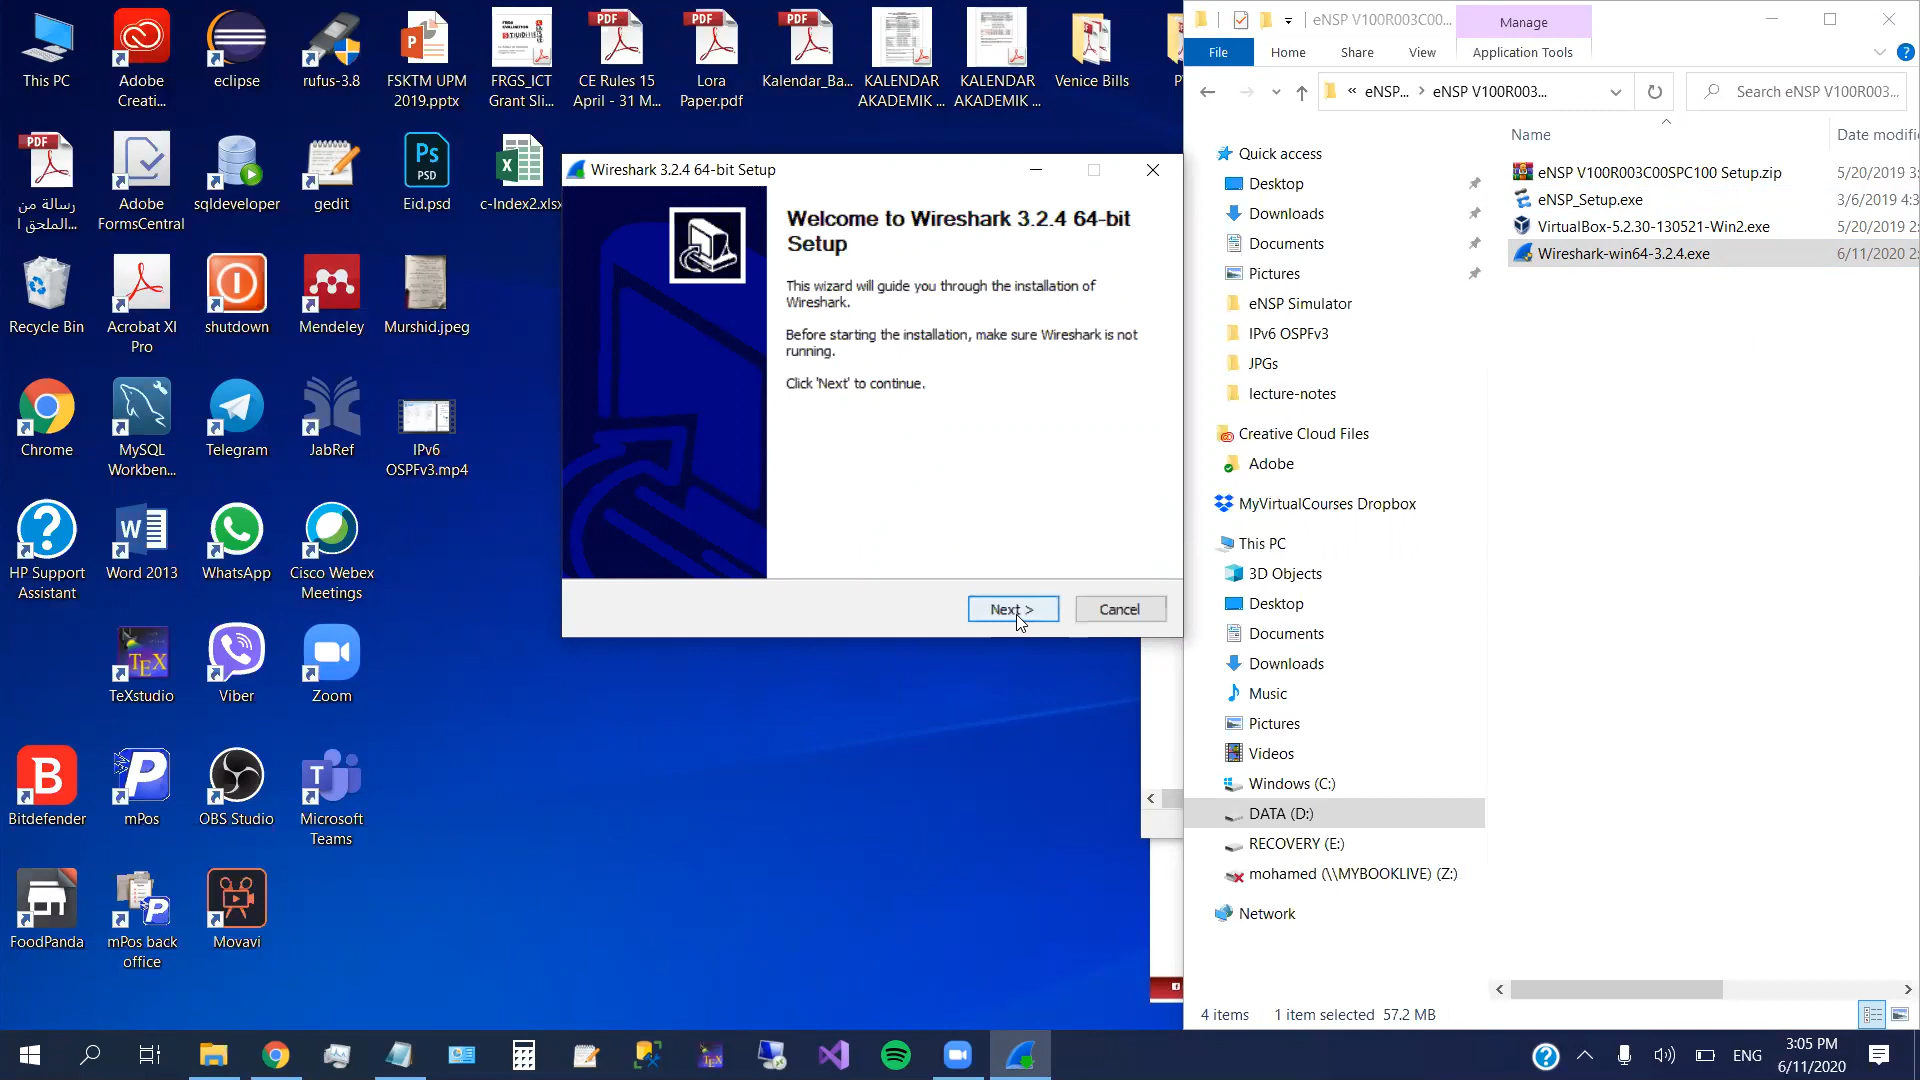 This PC
Adobe
Creati...
eclipse
rufus-3.8
FSKTM UPM
2019.pptx
FRGS_ICT
Grant Sli...
CE Rules 15
April - 31 M...
Lora
Paper.pdf
Kalendar_Ba...
KALENDAR
AKADEMIK ...
KALENDAR
AKADEMIK ...
Venice Bills
رسالة من
الملحق ا...
Adobe
FormsCentral
sqldeveloper
gedit
Eid.psd
c-Index2.xlsx
Recycle Bin
Acrobat XI
Pro
shutdown
Mendeley
Murshid.jpeg
Chrome
MySQL
Workben...
Telegram
JabRef
IPv6
OSPFv3.mp4
HP Support
Assistant
Word 2013
WhatsApp
Cisco Webex
Meetings
TeXstudio
Viber
Zoom
Bitdefender
mPos
OBS Studio
Microsoft
Teams
FoodPanda
mPos back
office
Movavi
Wireshark 3.2.4 64-bit Setup
Welcome to Wireshark 3.2.4 64-bit
Setup
This wizard will guide you through the installation of
Wireshark.
Before starting the installation, make sure Wireshark is not
running.
Click 'Next' to continue.
Next >
Cancel
eNSP V100R003C00...
Manage
File
Home
Share
View
Application Tools
« eNSP... > eNSP V100R003...
Search eNSP V100R003...
Name
Date modifi
eNSP V100R003C00SPC100 Setup.zip
5/20/2019 3:
eNSP_Setup.exe
3/6/2019 4:3
VirtualBox-5.2.30-130521-Win2.exe
5/20/2019 2:
Wireshark-win64-3.2.4.exe
6/11/2020 2:
Quick access
Desktop
Downloads
Documents
Pictures
eNSP Simulator
IPv6 OSPFv3
JPGs
lecture-notes
Creative Cloud Files
Adobe
MyVirtualCourses Dropbox
This PC
3D Objects
Desktop
Documents
Downloads
Music
Pictures
Videos
Windows (C:)
DATA (D:)
RECOVERY (E:)
mohamed (\\MYBOOKLIVE) (Z:)
Network
4 items
1 item selected 57.2 MB
ENG
3:05 PM
6/11/2020